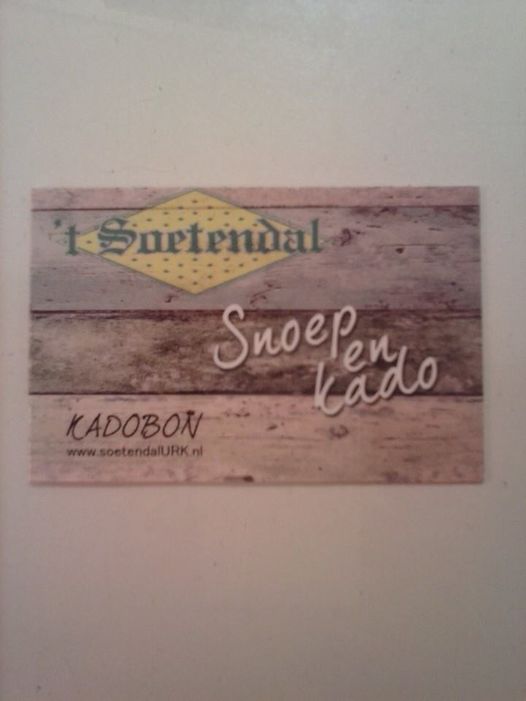 't Soetendal
Snoep
en
kado
KADOBON
www.soetendalURK.nl